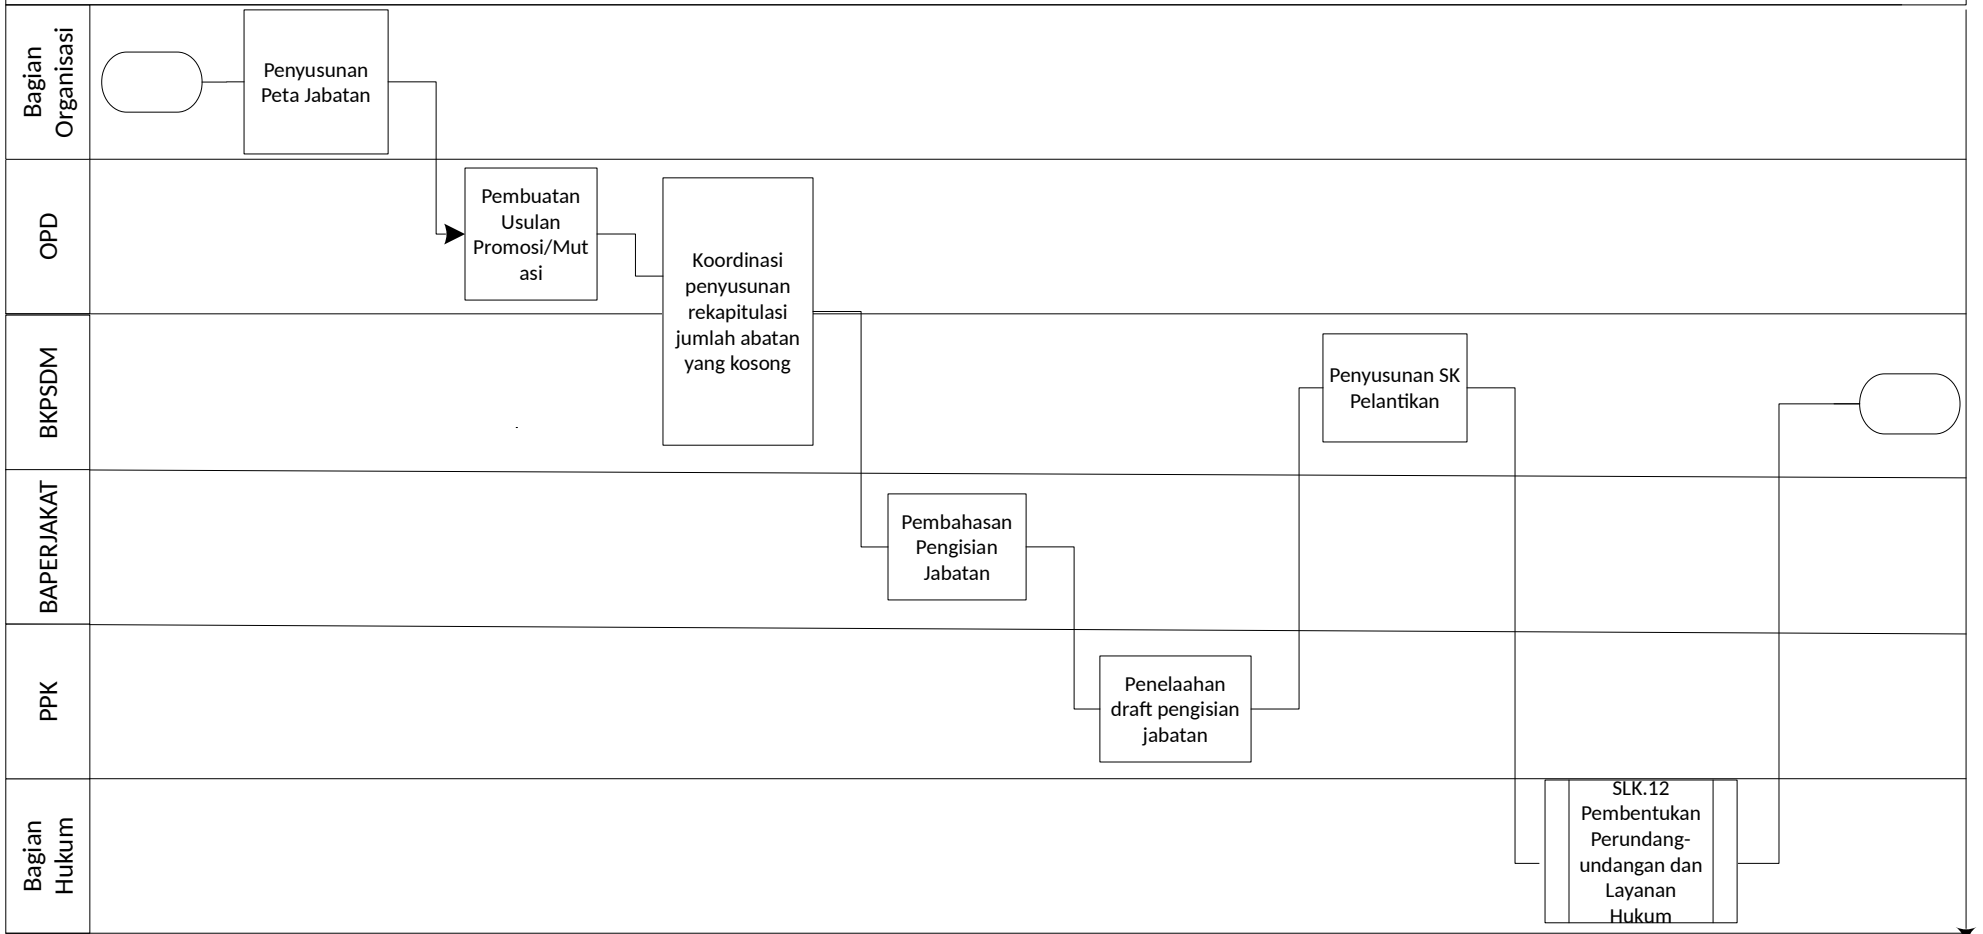 Bagian
Organisasi
Penyusunan
Peta Jabatan
OPD
Pembuatan
Usulan
Promosi/Mut
asi
Koordinasi
penyusunan
rekapitulasi
jumlah abatan
yang kosong
BKPSDM
Penyusunan SK
Pelantikan
BAPERJAKAT
Pembahasan
Pengisian
Jabatan
PPK
Penelaahan
draft pengisian
jabatan
Bagian
Hukum
SLK.12
Pembentukan
Perundang-
undangan dan
Layanan
Hukum